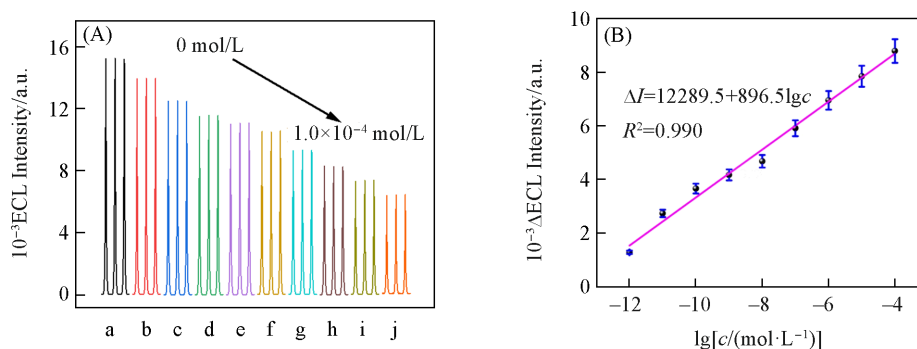 (A)
10⁻³ECL Intensity/a.u.
16
12
8
4
0
0 mol/L
1.0×10⁻⁴ mol/L
a b c d e f g h i j
(B)
10⁻³ΔECL Intensity/a.u.
10
8
6
4
2
0
ΔI=12289.5+896.5lgc
R²=0.990
−12 −10 −8 −6 −4
lg[c/(mol·L⁻¹)]